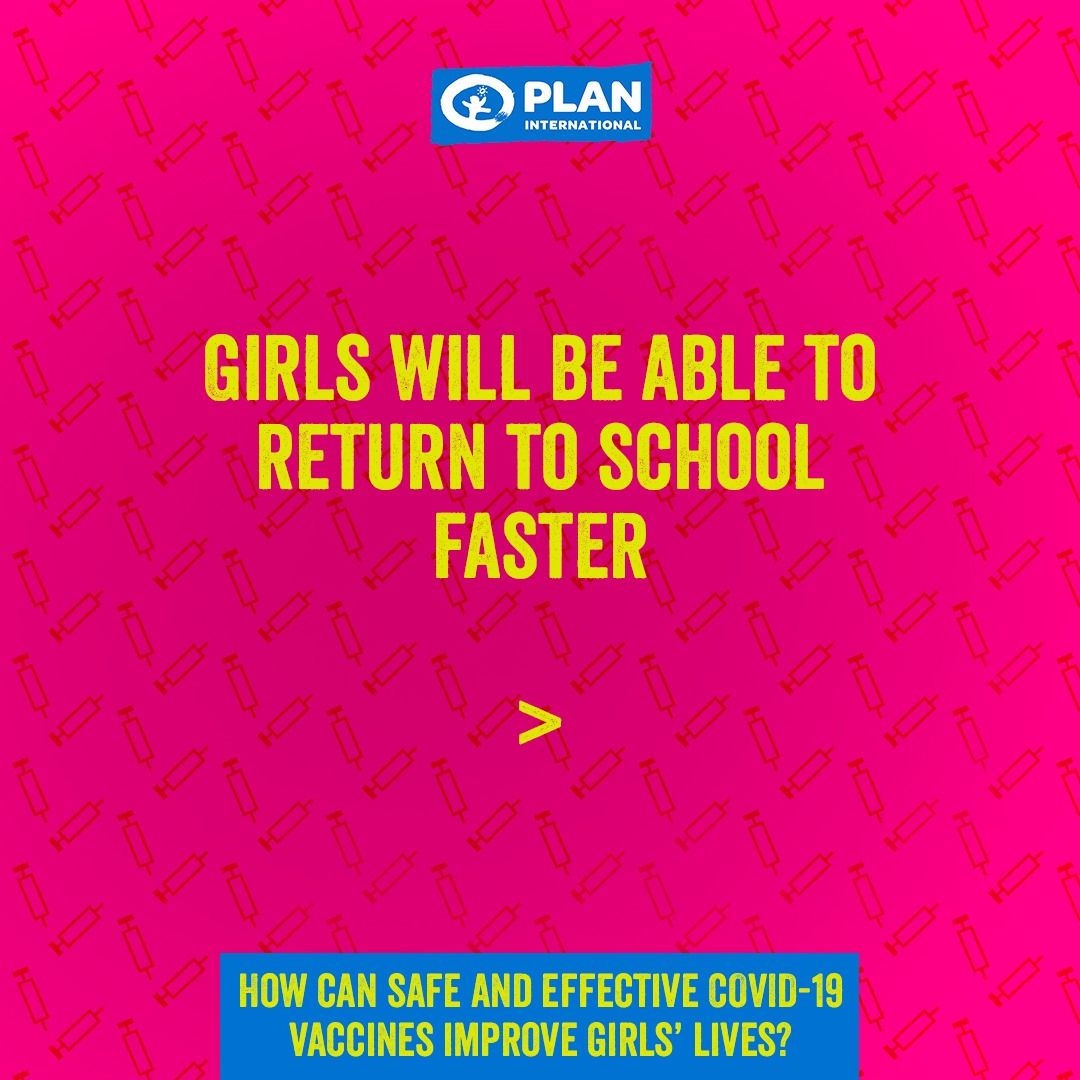 PLAN
INTERNATIONAL
GIRLS WILL BE ABLE TO
RETURN TO SCHOOL
FASTER
>
HOW CAN SAFE AND EFFECTIVE COVID-19
VACCINES IMPROVE GIRLS’ LIVES?